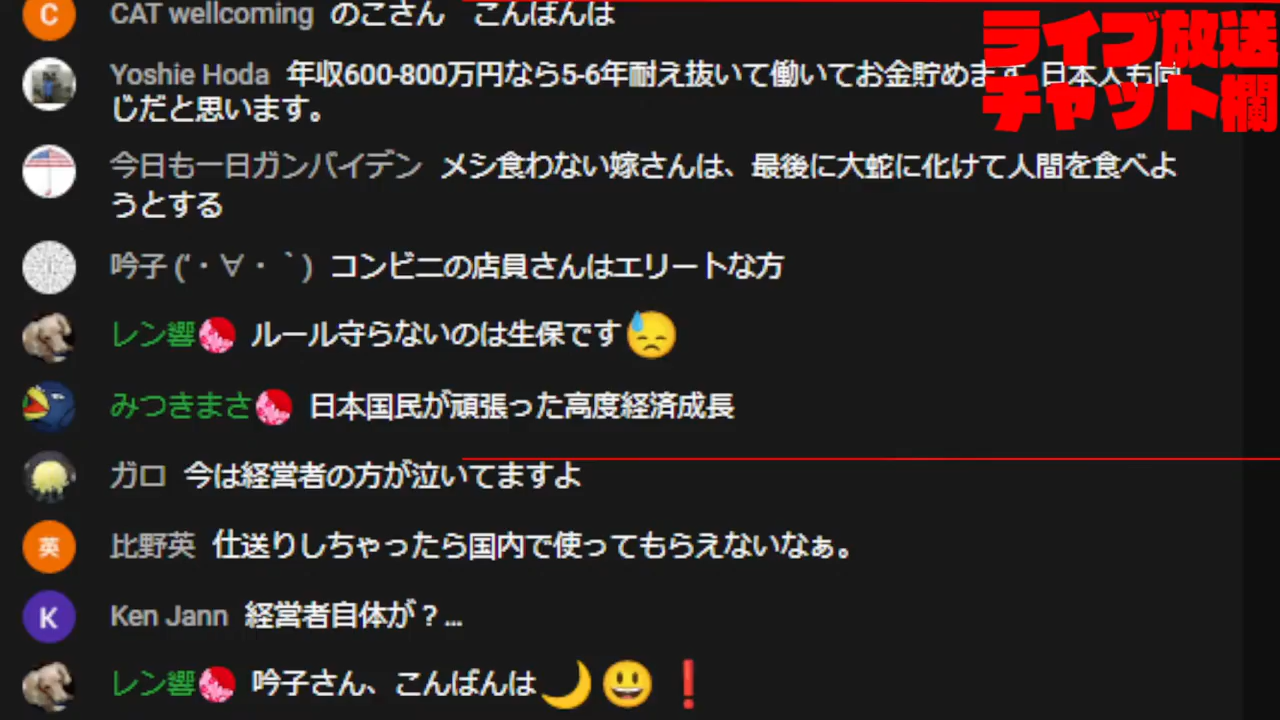 CAT wellcoming のこさん こんばんは
ライブ放送
チャット欄
Yoshie Hoda 年収600-800万円なら5-6年耐え抜いて働いてお金貯めます 日本人も同
じだと思います。
今日も一日ガンバイデン メシ食わない嫁さんは、最後に大蛇に化けて人間を食べよ
うとする
吟子 (´・∀・｀) コンビニの店員さんはエリートな方
レン響 ルール守らないのは生保です😓
みつきまさ 日本国民が頑張った高度経済成長
ガロ 今は経営者の方が泣いてますよ
英 比野英 仕送りしちゃったら国内で使ってもらえないなぁ。
K Ken Jann 経営者自体が？...
レン響 吟子さん、こんばんは🌙😃❗